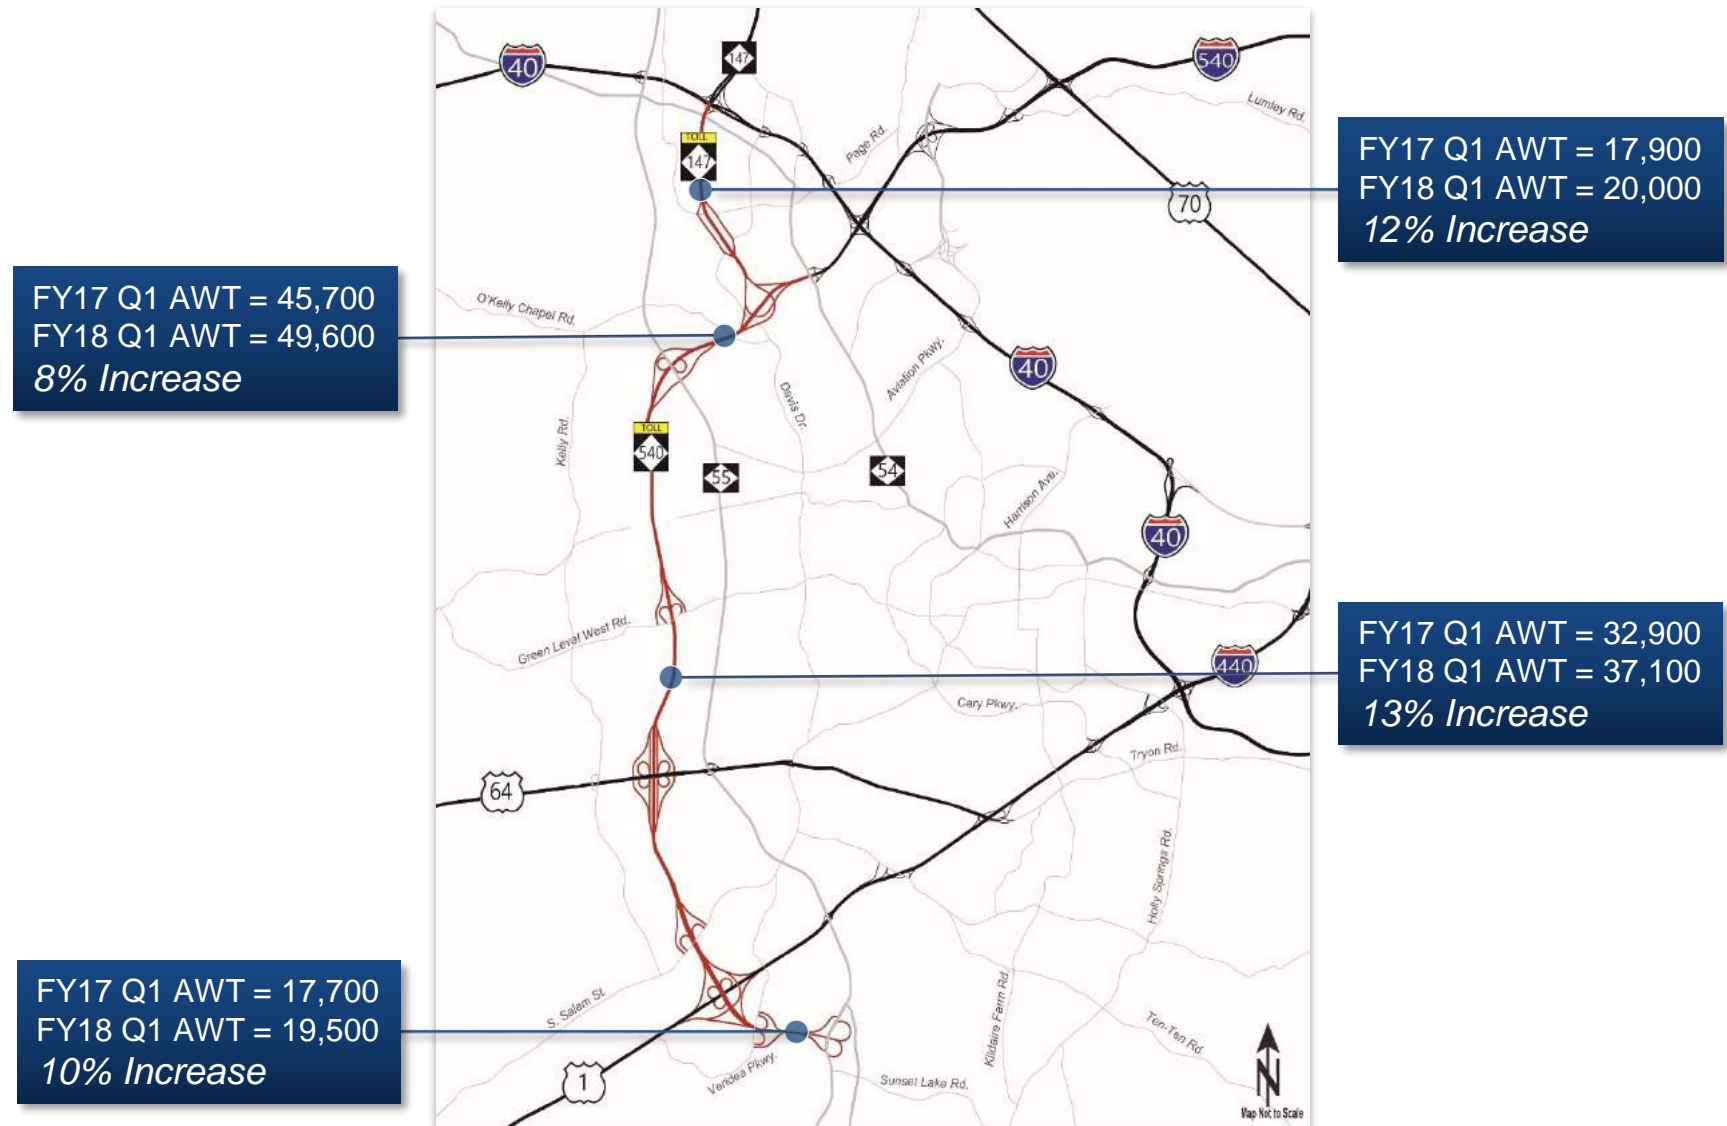 40
147
540
Lumley Rd.
Page Rd.
TOLL
147
FY17 Q1 AWT = 17,900
FY18 Q1 AWT = 20,000
12% Increase
70
FY17 Q1 AWT = 45,700
FY18 Q1 AWT = 49,600
8% Increase
O'Kelly Chapel Rd.
Aviation Pkwy.
40
Davis Dr.
Kelly Rd.
TOLL
540
55
54
Harrison Ave.
40
Green Level West Rd.
FY17 Q1 AWT = 32,900
FY18 Q1 AWT = 37,100
13% Increase
440
Cary Pkwy.
Tryon Rd.
64
Holly Springs Rd.
FY17 Q1 AWT = 17,700
FY18 Q1 AWT = 19,500
10% Increase
S. Salem St.
Kildaire Farm Rd.
Ten-Ten Rd.
Veridea Pkwy.
Sunset Lake Rd.
1
N
Map Not to Scale